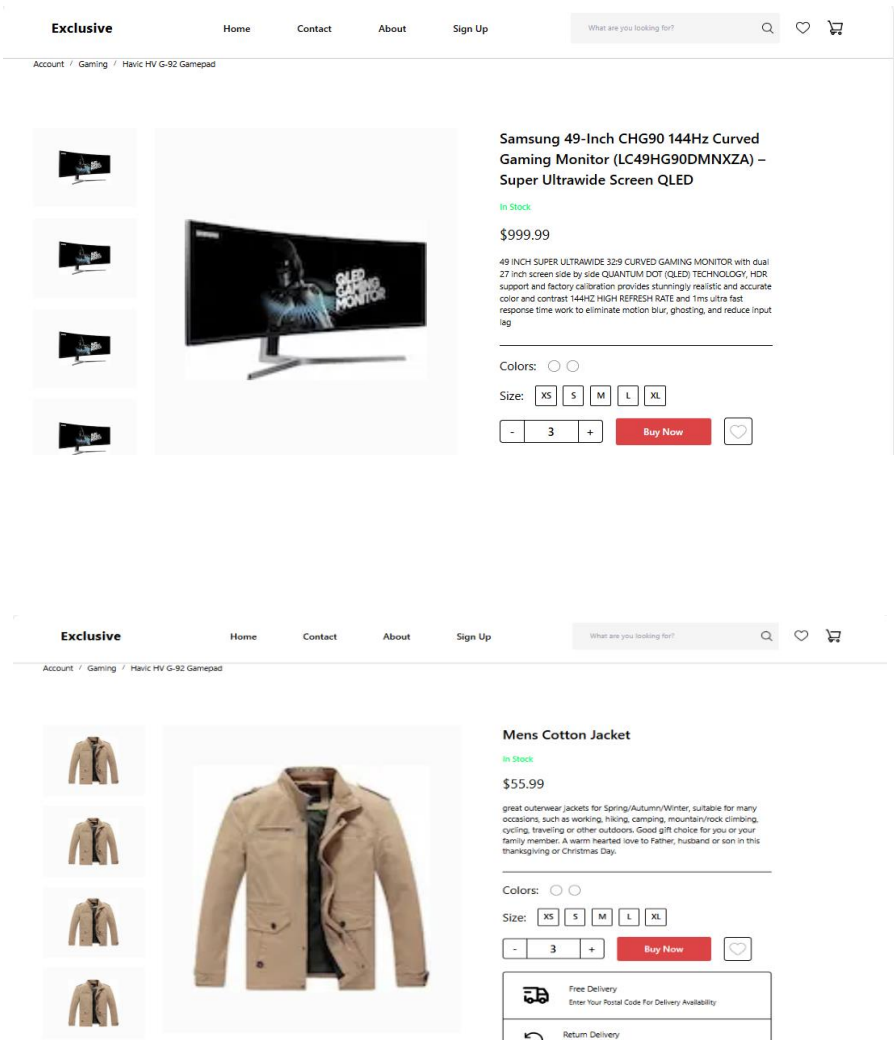 Exclusive Home Contact About Sign Up What are you looking for?
Account / Gaming / Havic HV G-92 Gamepad
Samsung 49-Inch CHG90 144Hz Curved
Gaming Monitor (LC49HG90DMNXZA) –
Super Ultrawide Screen QLED
In Stock
$999.99
49 INCH SUPER ULTRAWIDE 32:9 CURVED GAMING MONITOR with dual
27 inch screen side by side QUANTUM DOT (QLED) TECHNOLOGY, HDR
support and factory calibration provides stunningly realistic and accurate
color and contrast 144HZ HIGH REFRESH RATE and 1ms ultra fast
response time work to eliminate motion blur, ghosting, and reduce input
lag
QLED
GAMING
MONITOR
Colors:
Size: XS S M L XL
- 3 + Buy Now
Exclusive Home Contact About Sign Up What are you looking for?
Account / Gaming / Havic HV G-92 Gamepad
Mens Cotton Jacket
In Stock
$55.99
great outerwear jackets for Spring/Autumn/Winter, suitable for many
occasions, such as working, hiking, camping, mountain/rock climbing,
cycling, traveling or other outdoors. Good gift choice for you or your
family member. A warm hearted love to Father, husband or son in this
thanksgiving or Christmas Day.
Colors:
Size: XS S M L XL
- 3 + Buy Now
Free Delivery
Enter Your Postal Code For Delivery Availability
Return Delivery